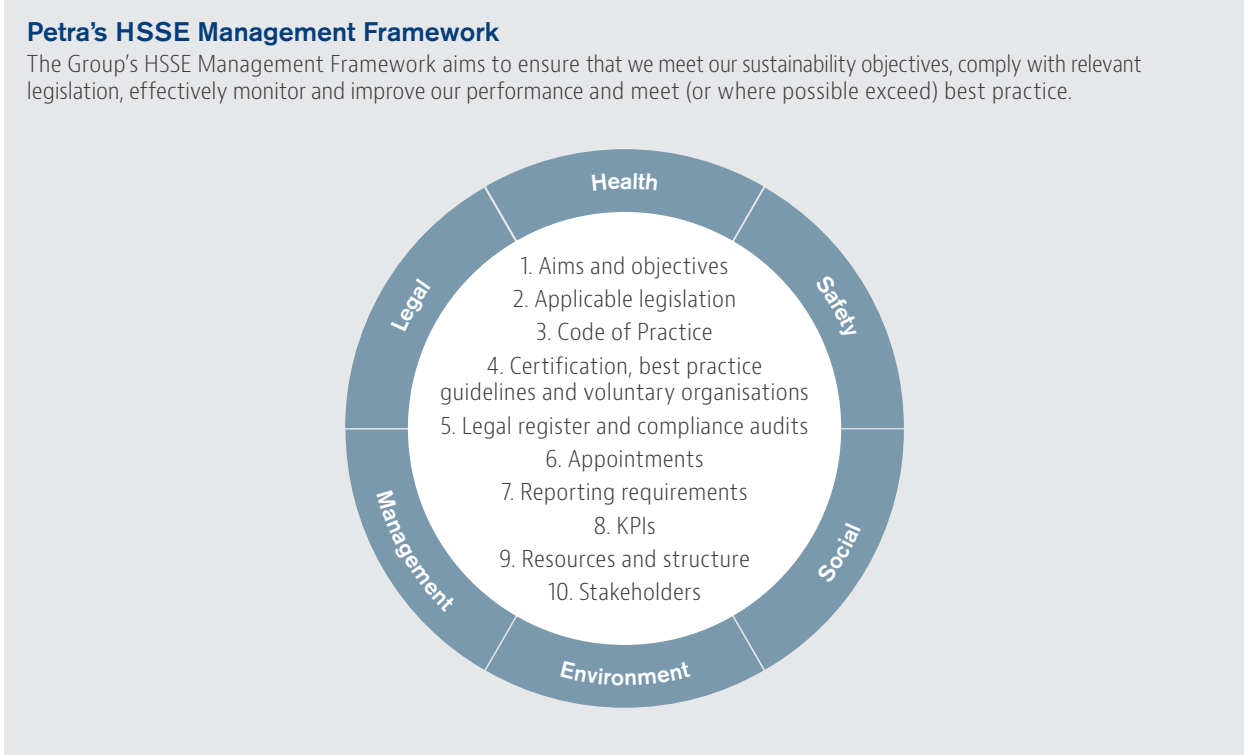 Petra’s HSSE Management Framework
The Group’s HSSE Management Framework aims to ensure that we meet our sustainability objectives, comply with relevant
legislation, effectively monitor and improve our performance and meet (or where possible exceed) best practice.
Health
Safety
Social
Environment
Management
Legal
1. Aims and objectives
2. Applicable legislation
3. Code of Practice
4. Certification, best practice
guidelines and voluntary organisations
5. Legal register and compliance audits
6. Appointments
7. Reporting requirements
8. KPIs
9. Resources and structure
10. Stakeholders